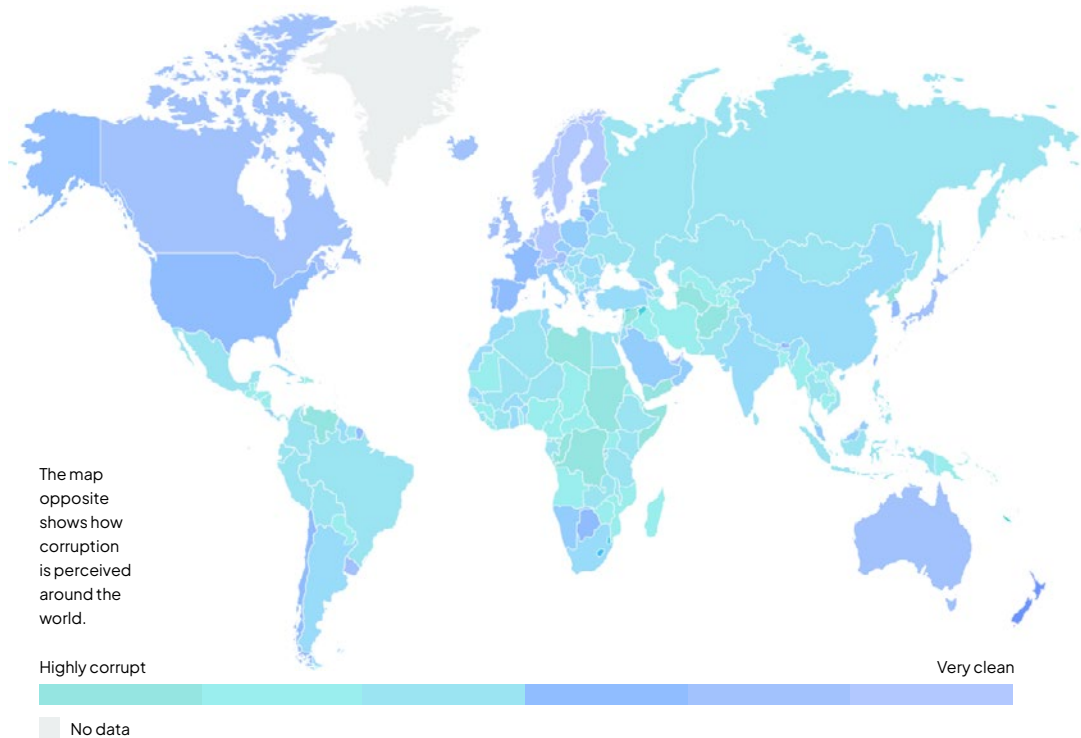 The map
opposite
shows how
corruption
is perceived
around the
world.
Highly corrupt
Very clean
No data